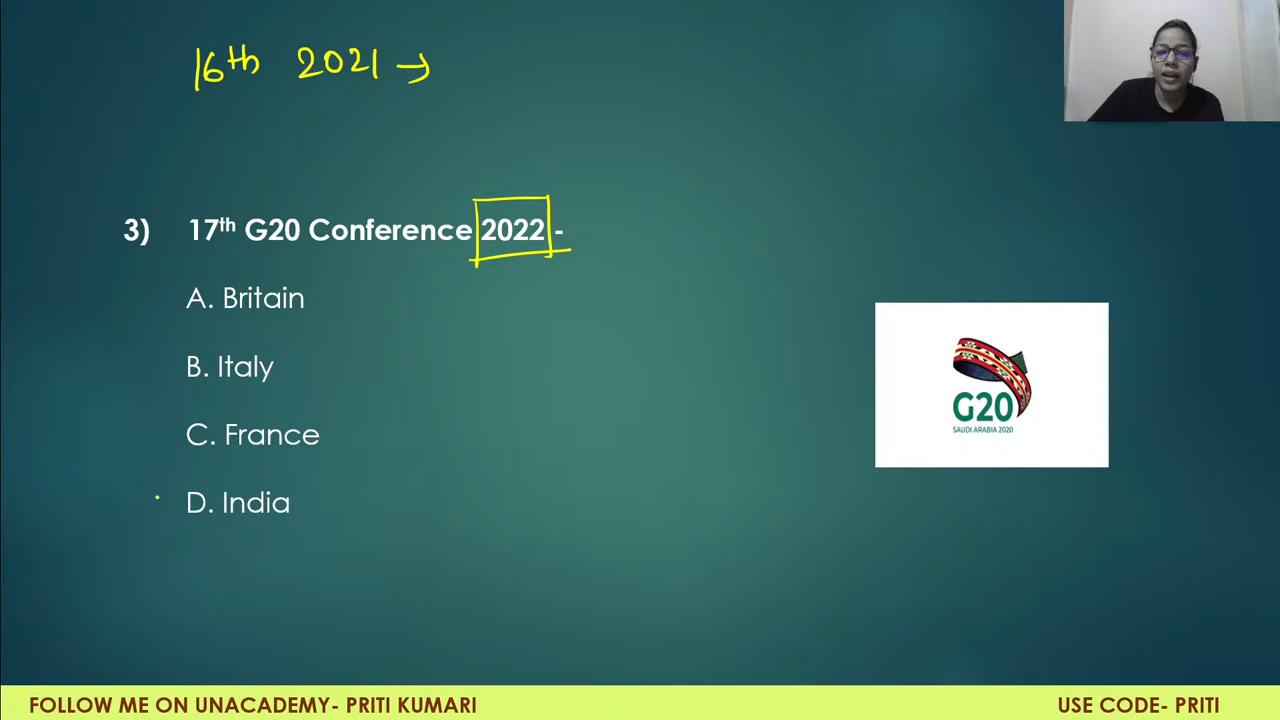 16th 2021 →
3) 17th G20 Conference 2022 -
A. Britain
B. Italy
C. France
D. India
G20
SAUDI ARABIA 2020
FOLLOW ME ON UNACADEMY- PRITI KUMARI
USE CODE- PRITI